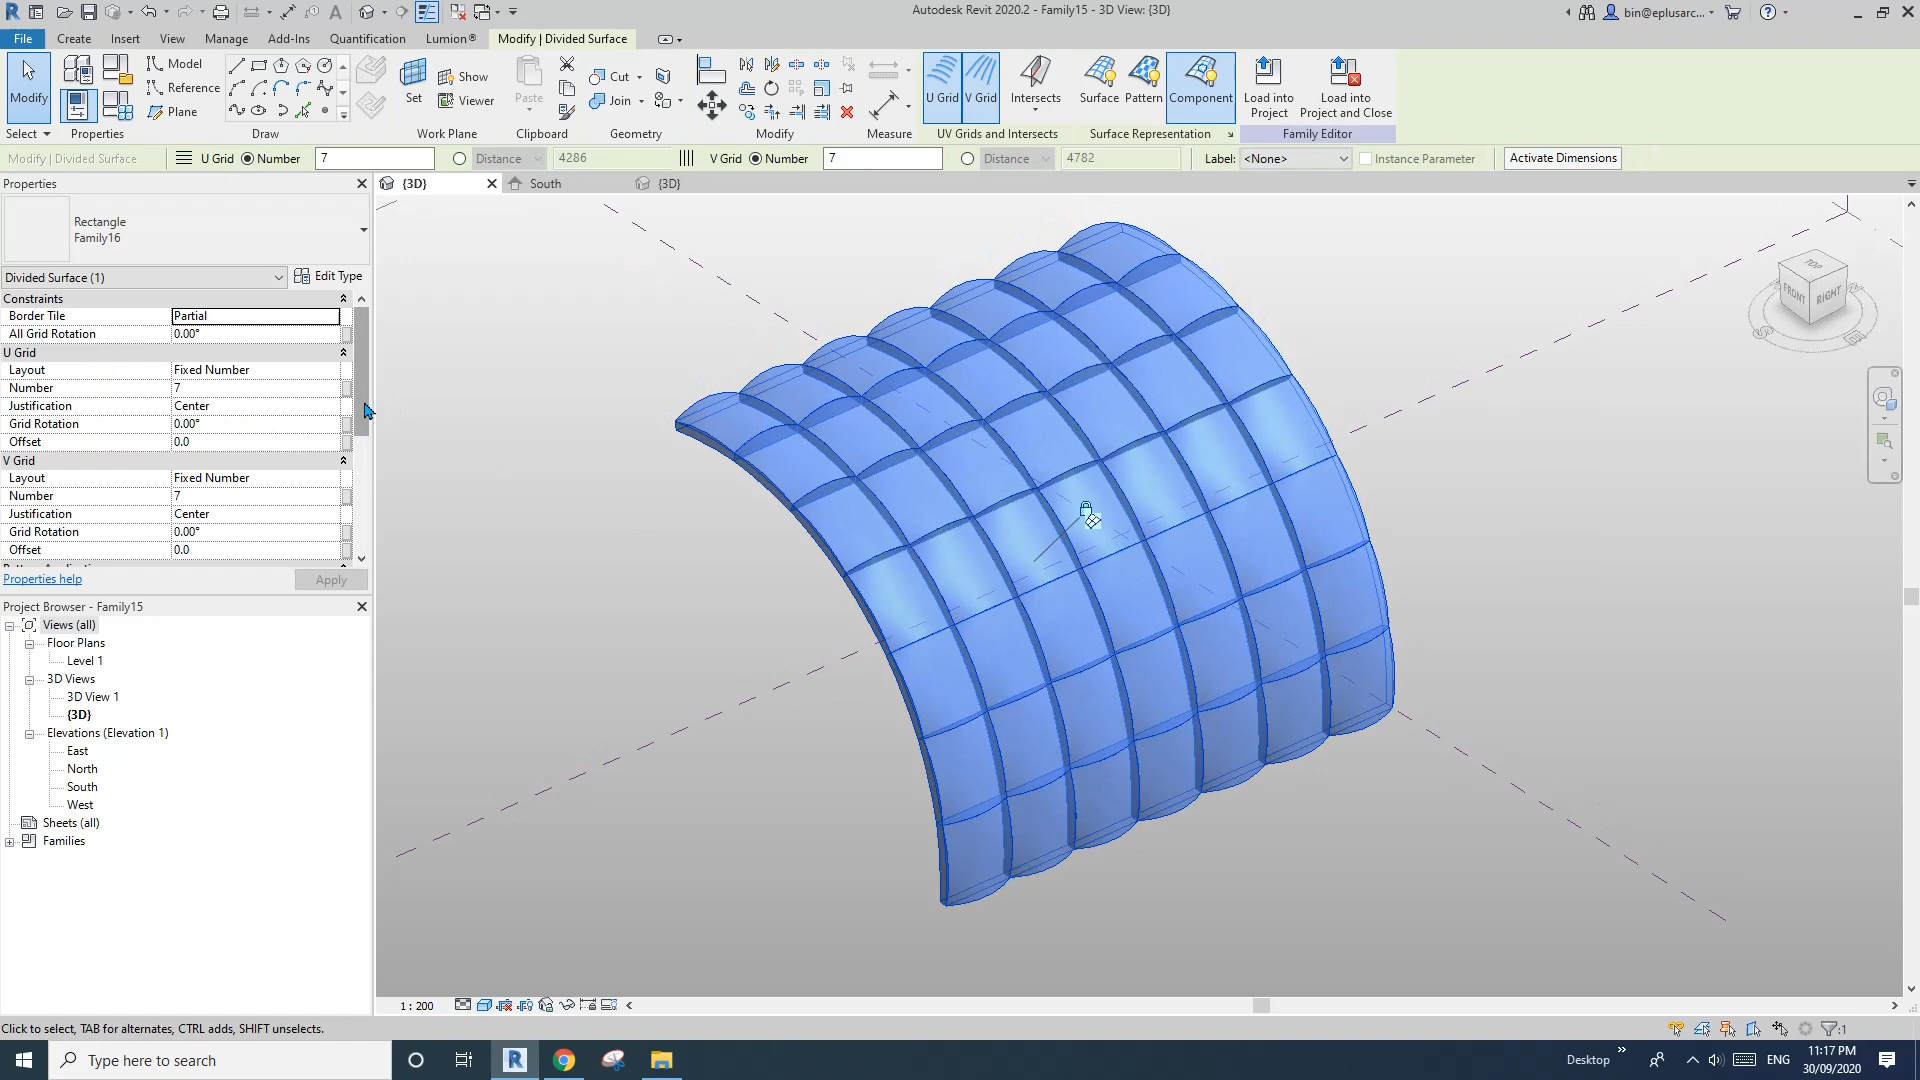 Autodesk Revit 2020.2 - Family15 - 3D View: {3D}
bin@eplusarc...
File Create Insert View Manage Add-Ins Quantification Lumion® Modify | Divided Surface
Modify
Model
Reference
Plane
Set
Show
Viewer
Paste
Cut
Join
U Grid V Grid
Intersects
Surface Pattern Component
Load into Project
Load into Project and Close
Select Properties Draw Work Plane Clipboard Geometry Modify Measure UV Grids and Intersects Surface Representation Family Editor
Modify | Divided Surface U Grid Number 7 Distance 4286 V Grid Number 7 Distance 4782 Label: <None> Instance Parameter Activate Dimensions
Properties
{3D} South {3D}
Rectangle
Family16
Divided Surface (1) Edit Type
Constraints
Border Tile Partial
All Grid Rotation 0.00°
U Grid
Layout Fixed Number
Number 7
Justification Center
Grid Rotation 0.00°
Offset 0.0
V Grid
Layout Fixed Number
Number 7
Justification Center
Grid Rotation 0.00°
Offset 0.0
Properties help Apply
Project Browser - Family15
Views (all)
Floor Plans
Level 1
3D Views
3D View 1
{3D}
Elevations (Elevation 1)
East
North
South
West
Sheets (all)
Families
TOP
FRONT
RIGHT
S
1 : 200
Click to select, TAB for alternates, CTRL adds, SHIFT unselects.
:1
Type here to search
Desktop
ENG
11:17 PM
30/09/2020